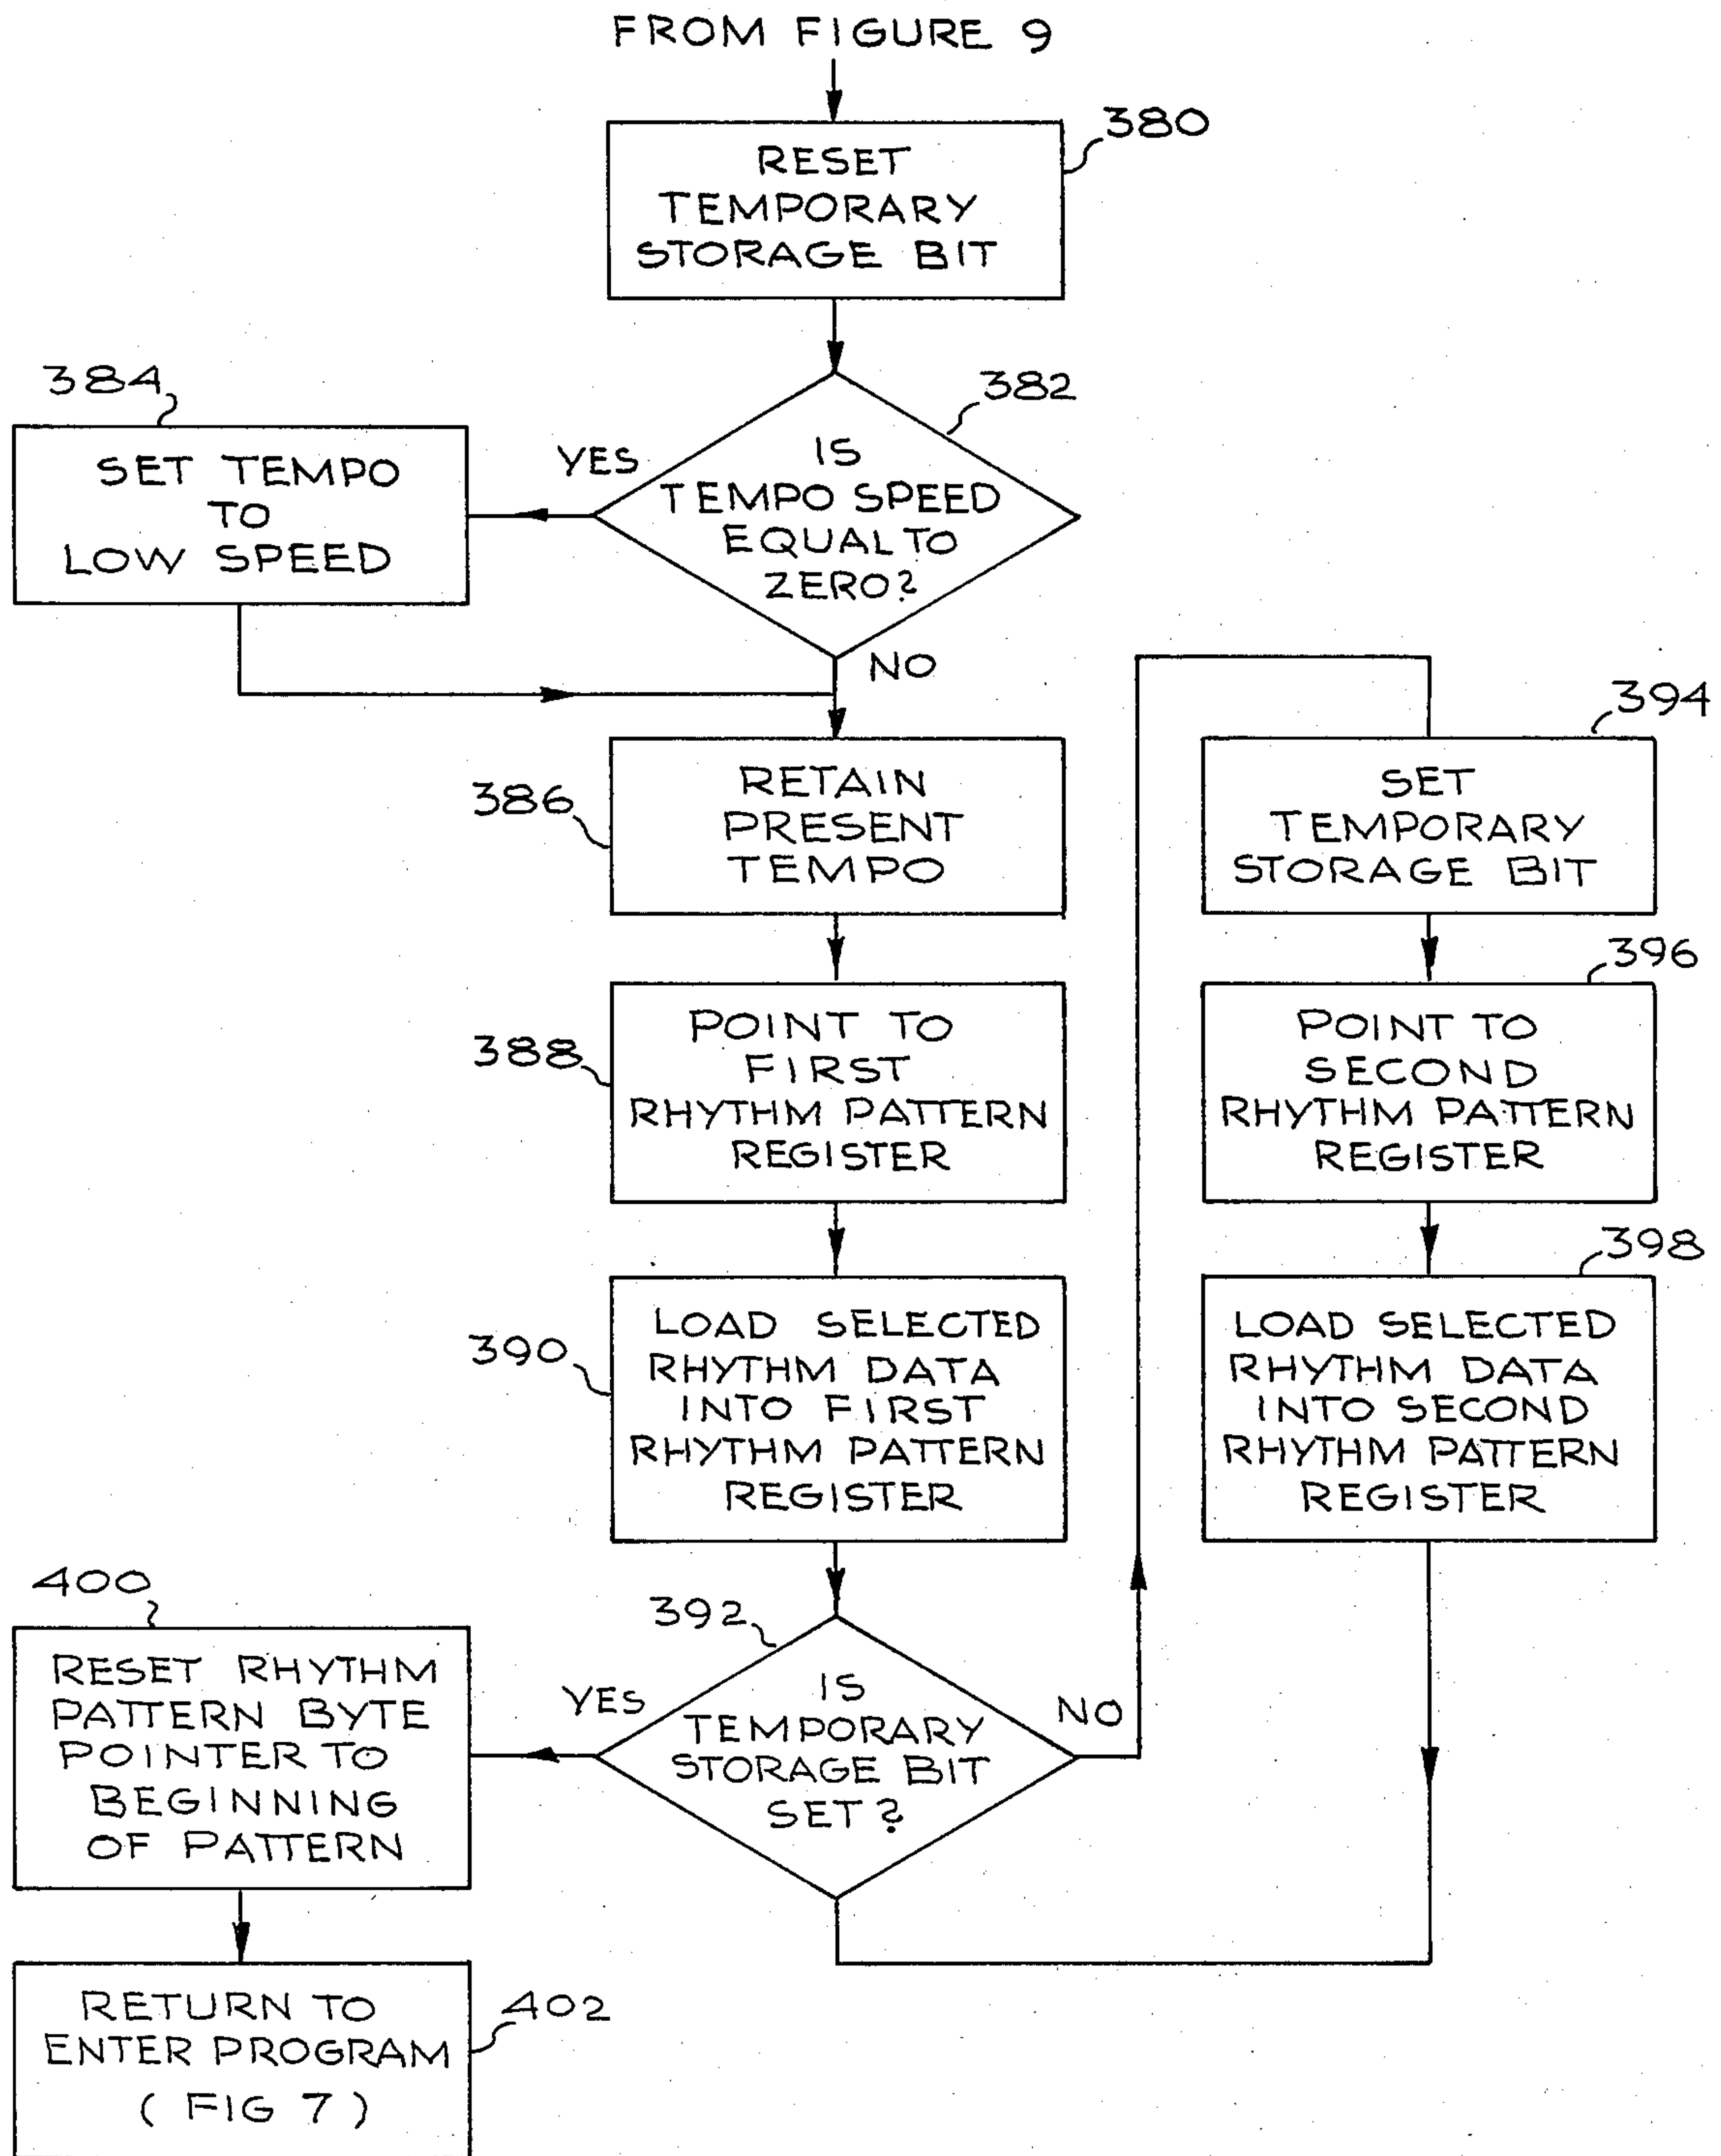 FROM FIGURE 9
380
RESET
TEMPORARY
STORAGE BIT
382
IS
TEMPO SPEED
EQUAL TO
ZERO?
YES
NO
384
SET TEMPO
TO
LOW SPEED
386
RETAIN
PRESENT
TEMPO
388
POINT TO
FIRST
RHYTHM PATTERN
REGISTER
390
LOAD SELECTED
RHYTHM DATA
INTO FIRST
RHYTHM PATTERN
REGISTER
392
IS
TEMPORARY
STORAGE BIT
SET?
YES
NO
394
SET
TEMPORARY
STORAGE BIT
396
POINT TO
SECOND
RHYTHM PATTERN
REGISTER
398
LOAD SELECTED
RHYTHM DATA
INTO SECOND
RHYTHM PATTERN
REGISTER
400
RESET RHYTHM
PATTERN BYTE
POINTER TO
BEGINNING
OF PATTERN
402
RETURN TO
ENTER PROGRAM
( FIG 7 )